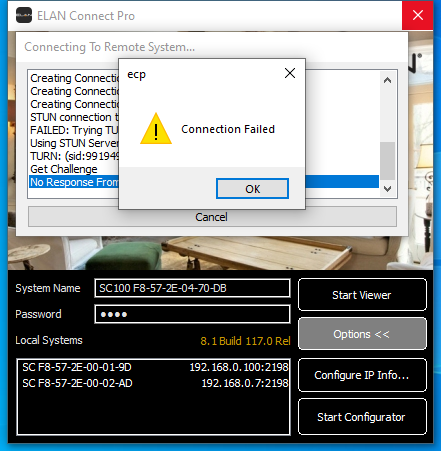 ELAN Connect Pro
Connecting To Remote System...
Creating Connectio
Creating Connectio
Creating Connectio
STUN connection t
FAILED: Trying TU
Using STUN Server
TURN: (sid:991949
Get Challenge
No Response From
ecp
Connection Failed
OK
Cancel
System Name
SC100 F8-57-2E-04-70-DB
Start Viewer
Password
Options <<
Local Systems
8.1 Build 117.0 Rel
SC F8-57-2E-00-01-9D 192.168.0.100:2198
SC F8-57-2E-00-02-AD 192.168.0.7:2198
Configure IP Info...
Start Configurator